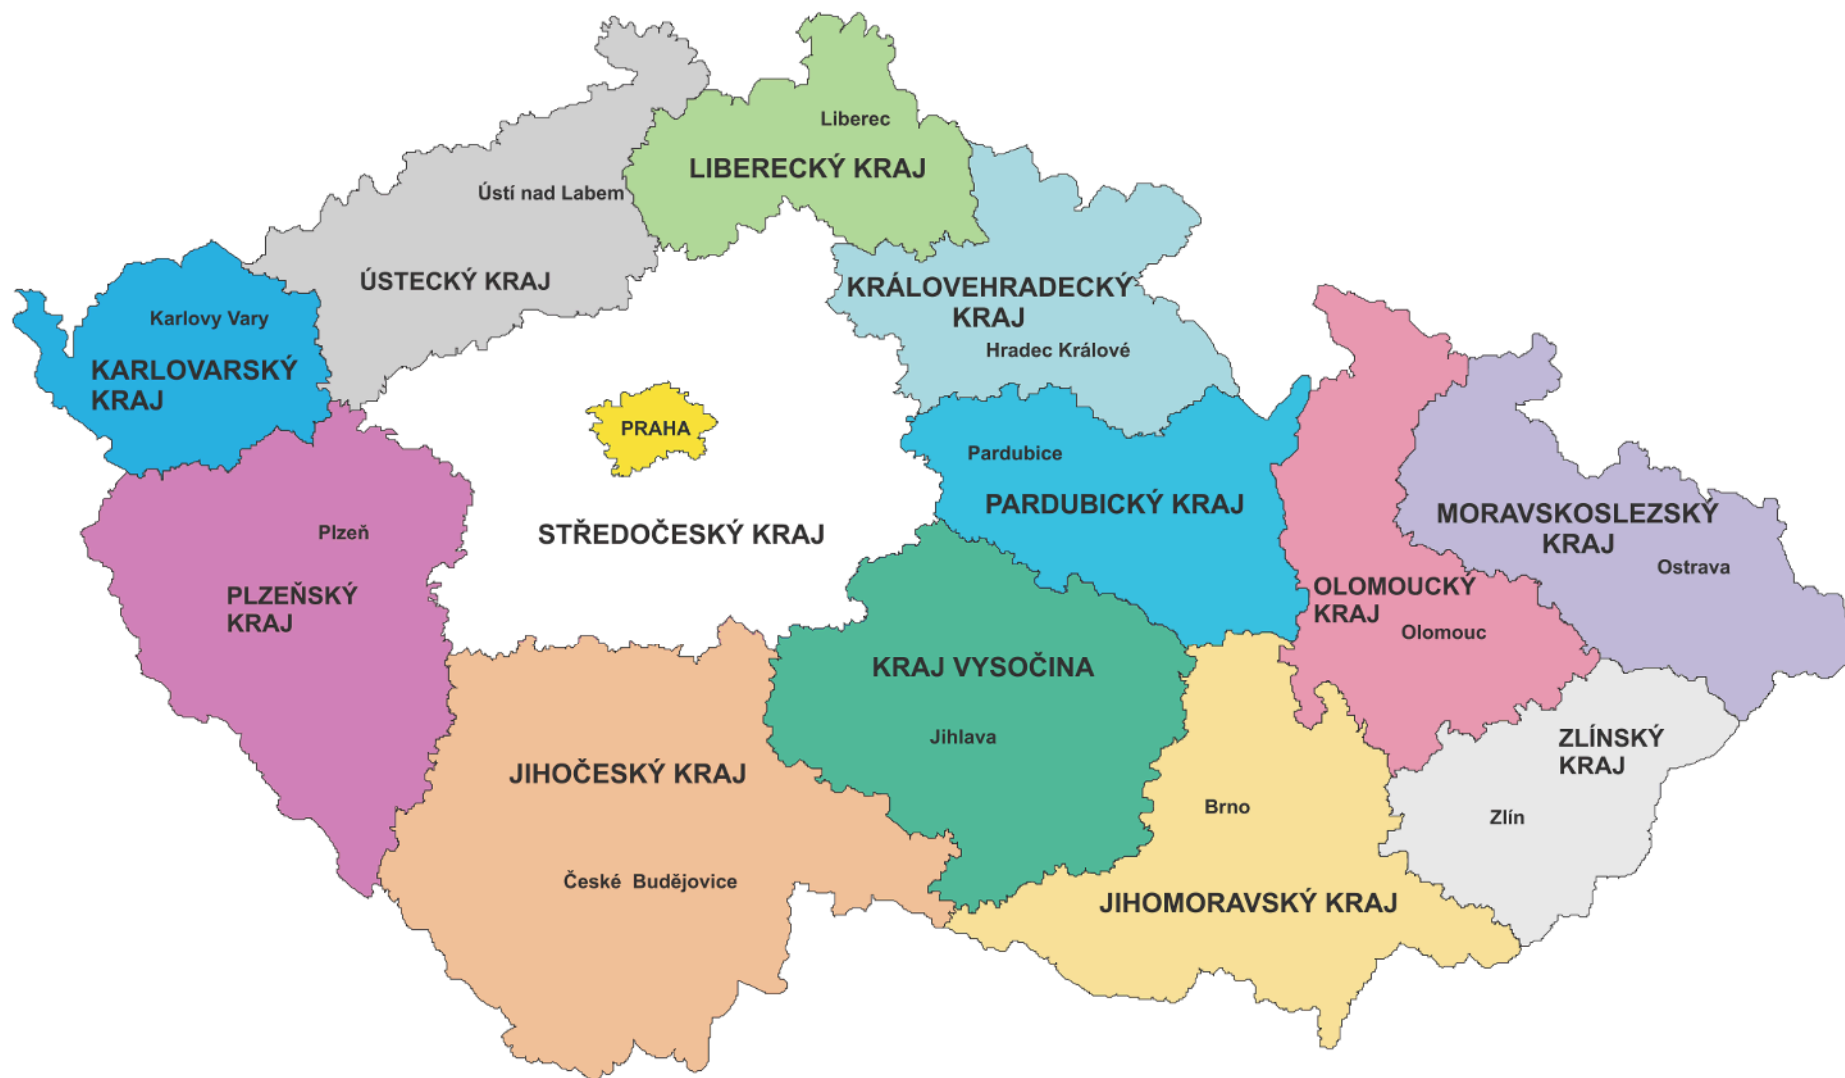 Liberec
LIBERECKÝ KRAJ
Ústí nad Labem
ÚSTECKÝ KRAJ
KRÁLOVEHRADECKÝ
KRAJ
Hradec Králové
Karlovy Vary
KARLOVARSKÝ
KRAJ
PRAHA
Pardubice
PARDUBICKÝ KRAJ
STŘEDOČESKÝ KRAJ
MORAVSKOSLEZSKÝ
KRAJ
Ostrava
Plzeň
PLZEŇSKÝ
KRAJ
OLOMOUCKÝ
KRAJ
Olomouc
KRAJ VYSOČINA
Jihlava
ZLÍNSKÝ
KRAJ
Zlín
JIHOČESKÝ KRAJ
České Budějovice
Brno
JIHOMORAVSKÝ KRAJ